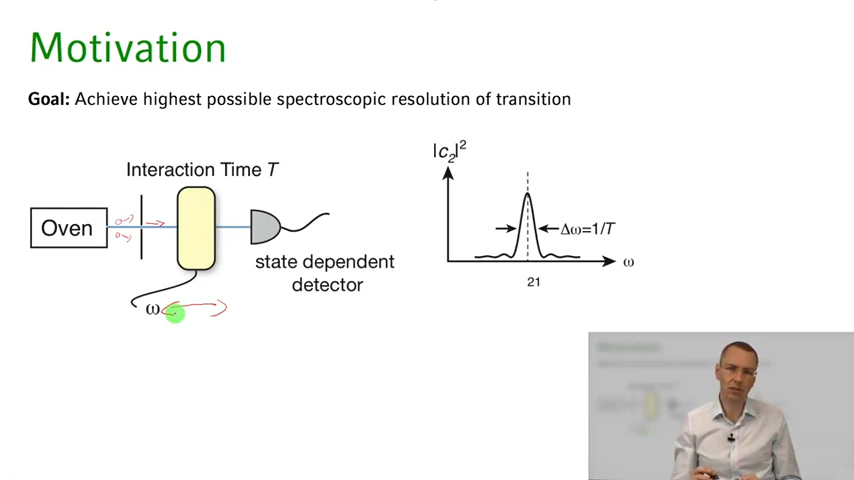 Motivation
Goal: Achieve highest possible spectroscopic resolution of transition
Interaction Time T
Oven
state dependent
detector
ω
|c₂|²
Δω=1/T
ω
21